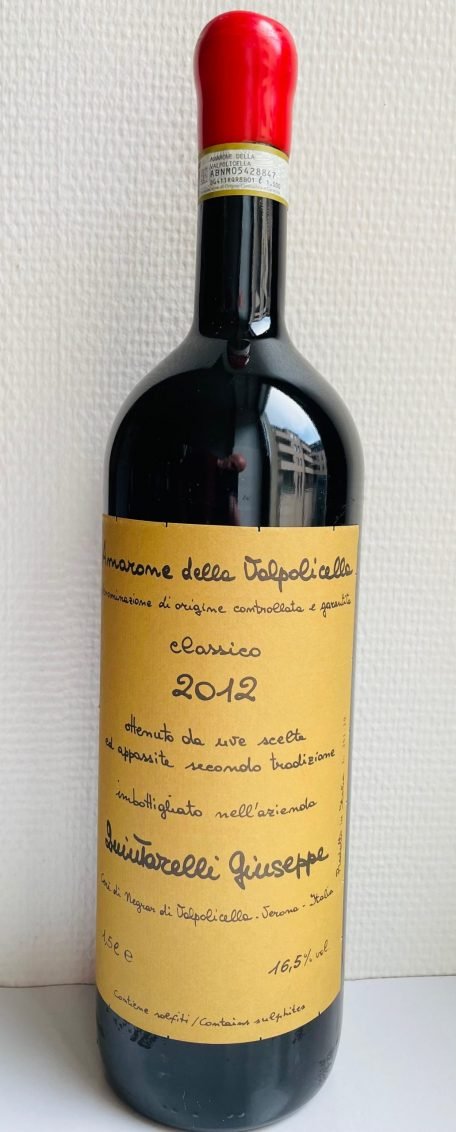 AMARONE DELLA
VALPOLICELLA
ABNM05428847
Amarone della Valpolicella
Denominazione di origine controllata e garantita
classico
2012
ottenuto da uve scelte
ed appassite secondo tradizione
imbottigliato nell'azienda
Quintarelli Giuseppe
Cerè di Negrar di Valpolicella - Verona - Italia
1,5 l e
16,5% vol
Contiene solfiti / Contains sulphites